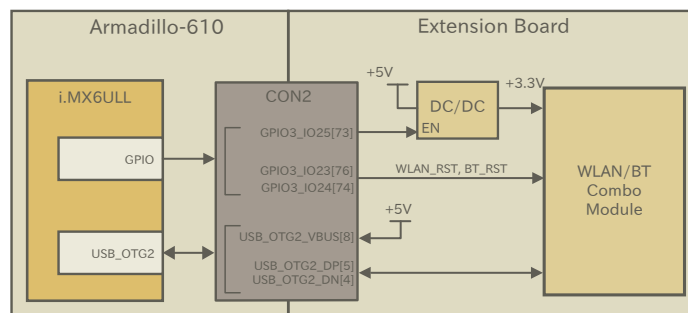 Armadillo-610
Extension Board
i.MX6ULL
CON2
+5V
DC/DC
+3.3V
EN
GPIO3_IO25[73]
GPIO
GPIO3_IO23[76]
GPIO3_IO24[74]
WLAN_RST, BT_RST
WLAN/BT
Combo
Module
+5V
USB_OTG2_VBUS[8]
USB_OTG2
USB_OTG2_DP[5]
USB_OTG2_DN[4]